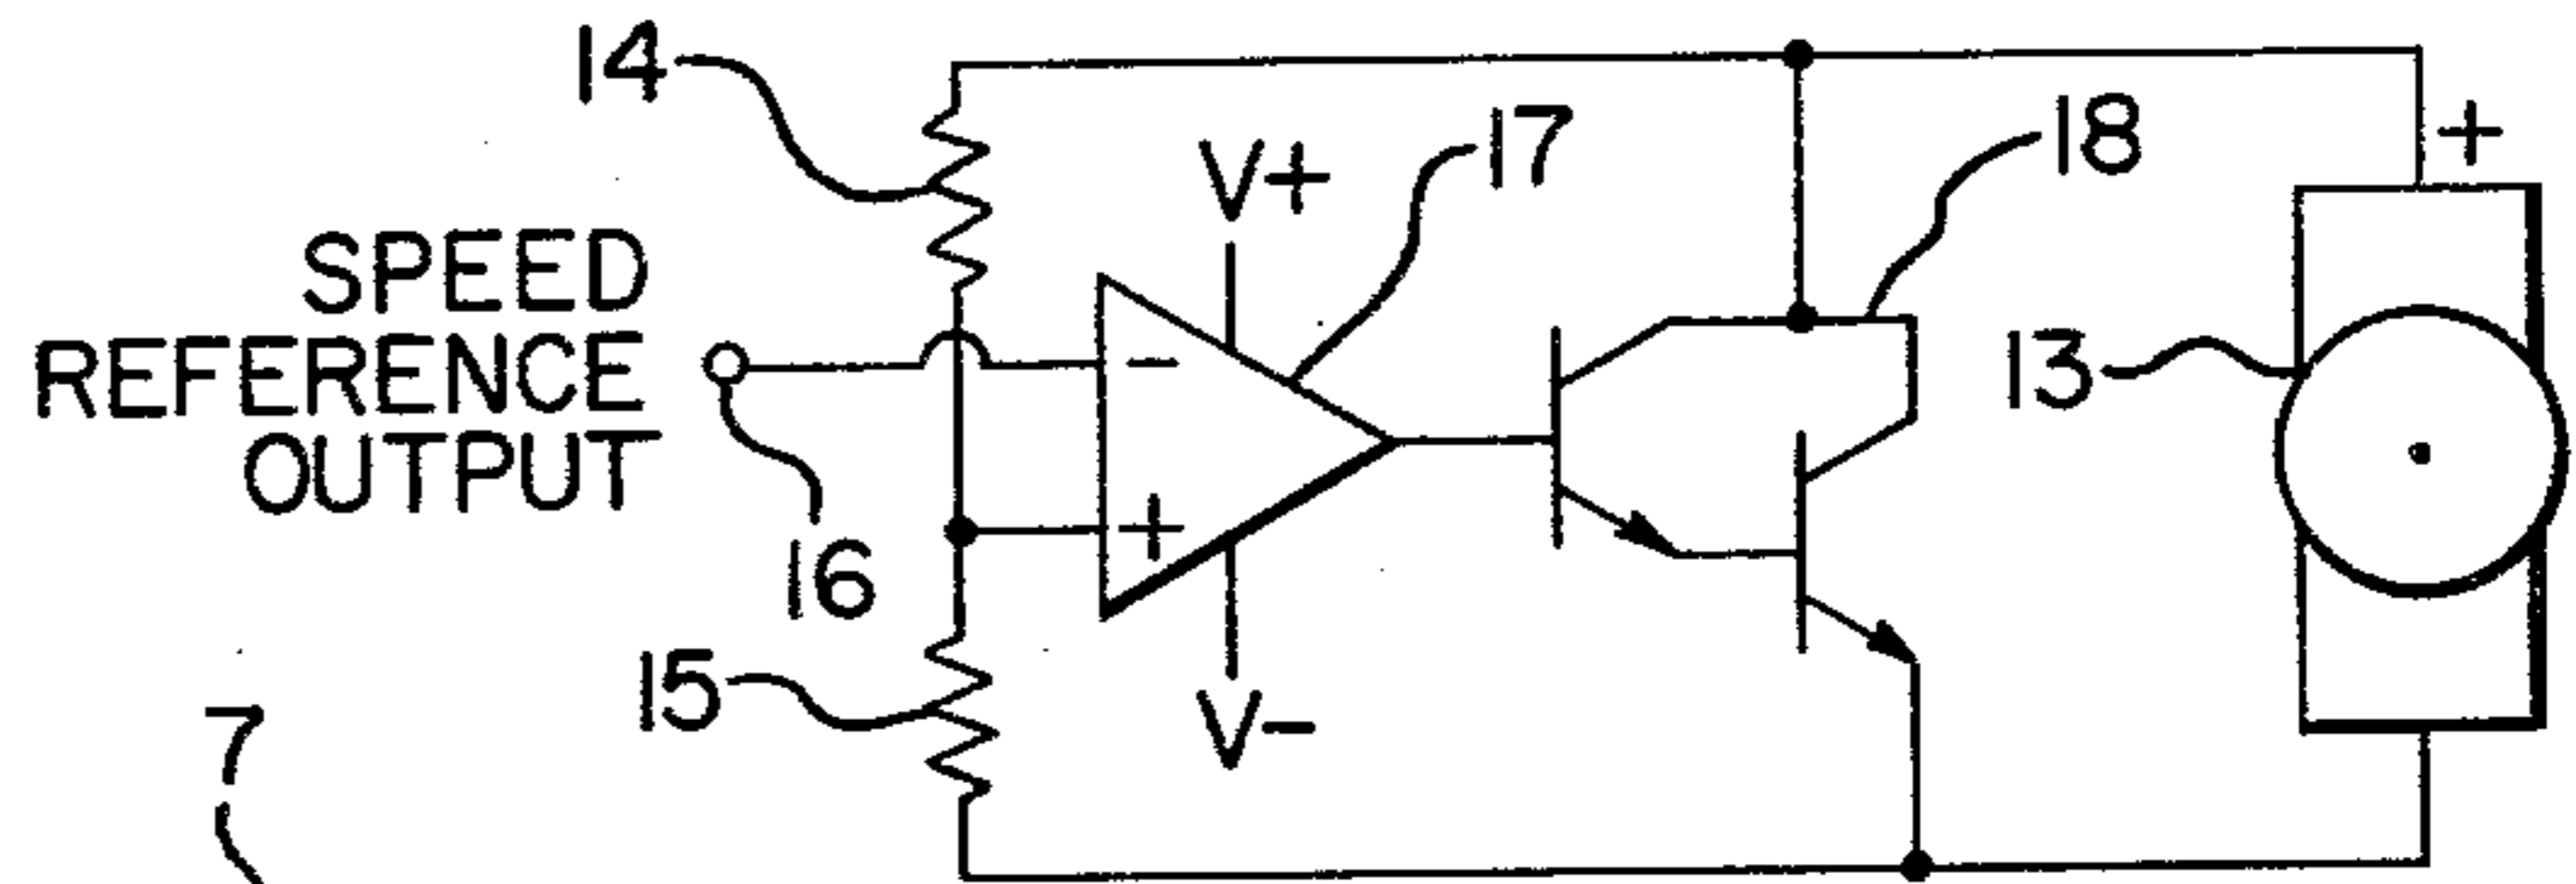 14
17
18
+
V+
SPEED
REFERENCE
OUTPUT
-
13
+
16
15
V-
7